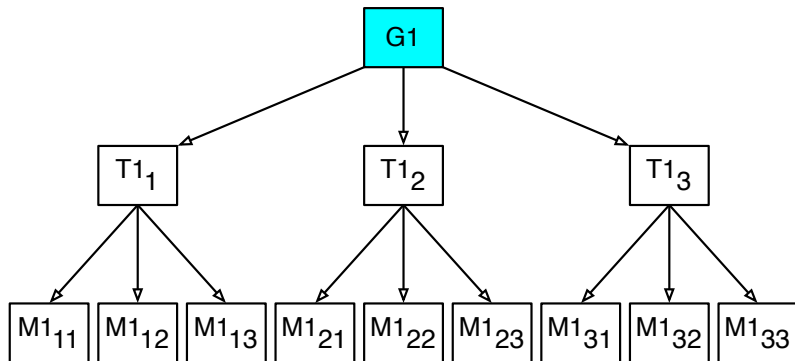 G1
T1₁ T1₂ T1₃
M1₁₁ M1₁₂ M1₁₃ M1₂₁ M1₂₂ M1₂₃ M1₃₁ M1₃₂ M1₃₃